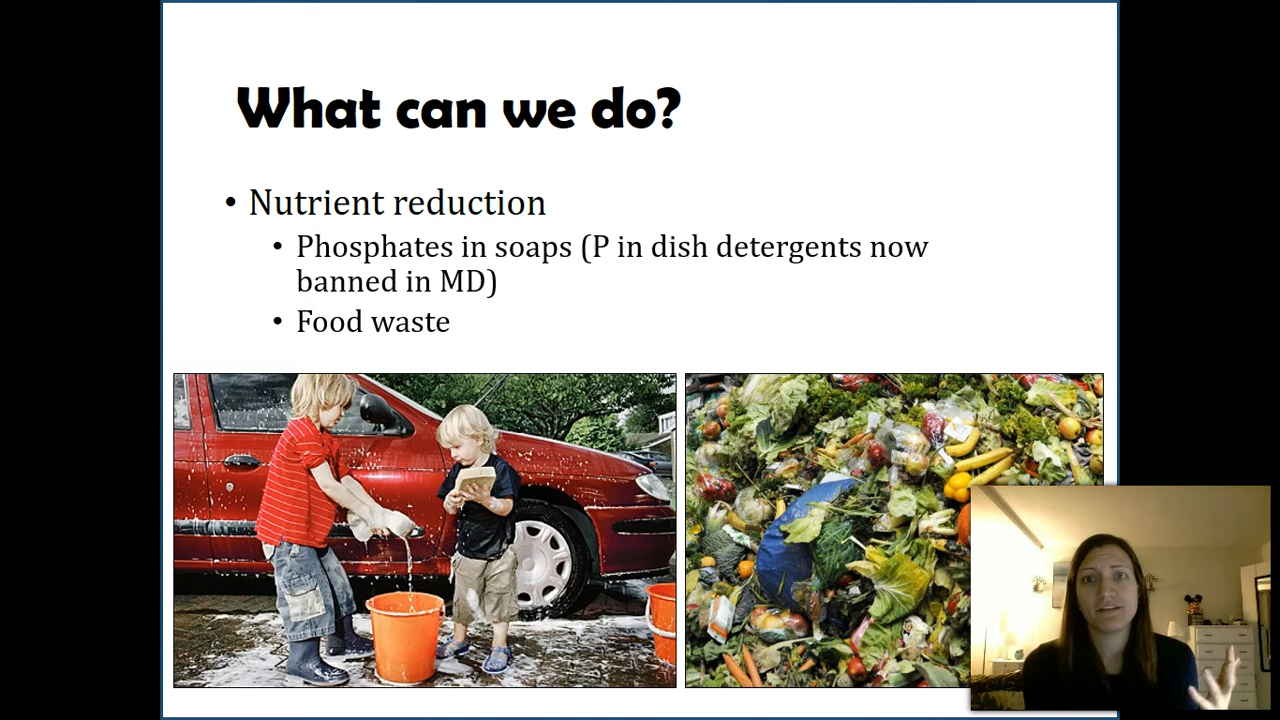 What can we do?
• Nutrient reduction
• Phosphates in soaps (P in dish detergents now
banned in MD)
• Food waste